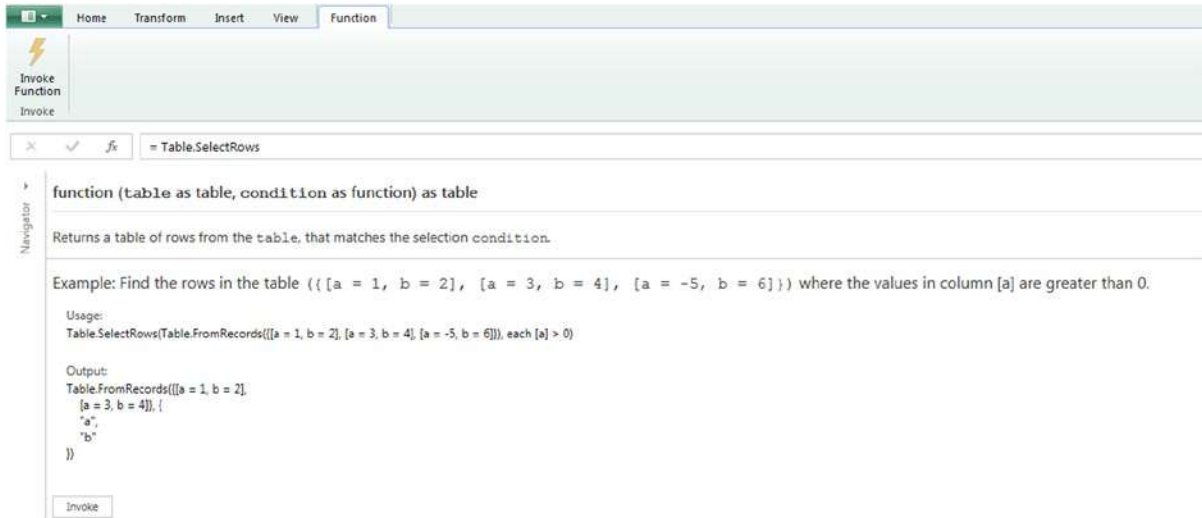 Home Transform Insert View Function
Invoke
Function
Invoke
fx = Table.SelectRows
Navigator
function (table as table, condition as function) as table
Returns a table of rows from the table, that matches the selection condition.
Example: Find the rows in the table ({[a = 1, b = 2], [a = 3, b = 4], [a = -5, b = 6]}) where the values in column [a] are greater than 0.
Usage:
Table.SelectRows(Table.FromRecords({[a = 1, b = 2], [a = 3, b = 4], [a = -5, b = 6]}), each [a] > 0)
Output:
Table.FromRecords({[a = 1, b = 2],
[a = 3, b = 4]}, {
"a",
"b"
})
Invoke